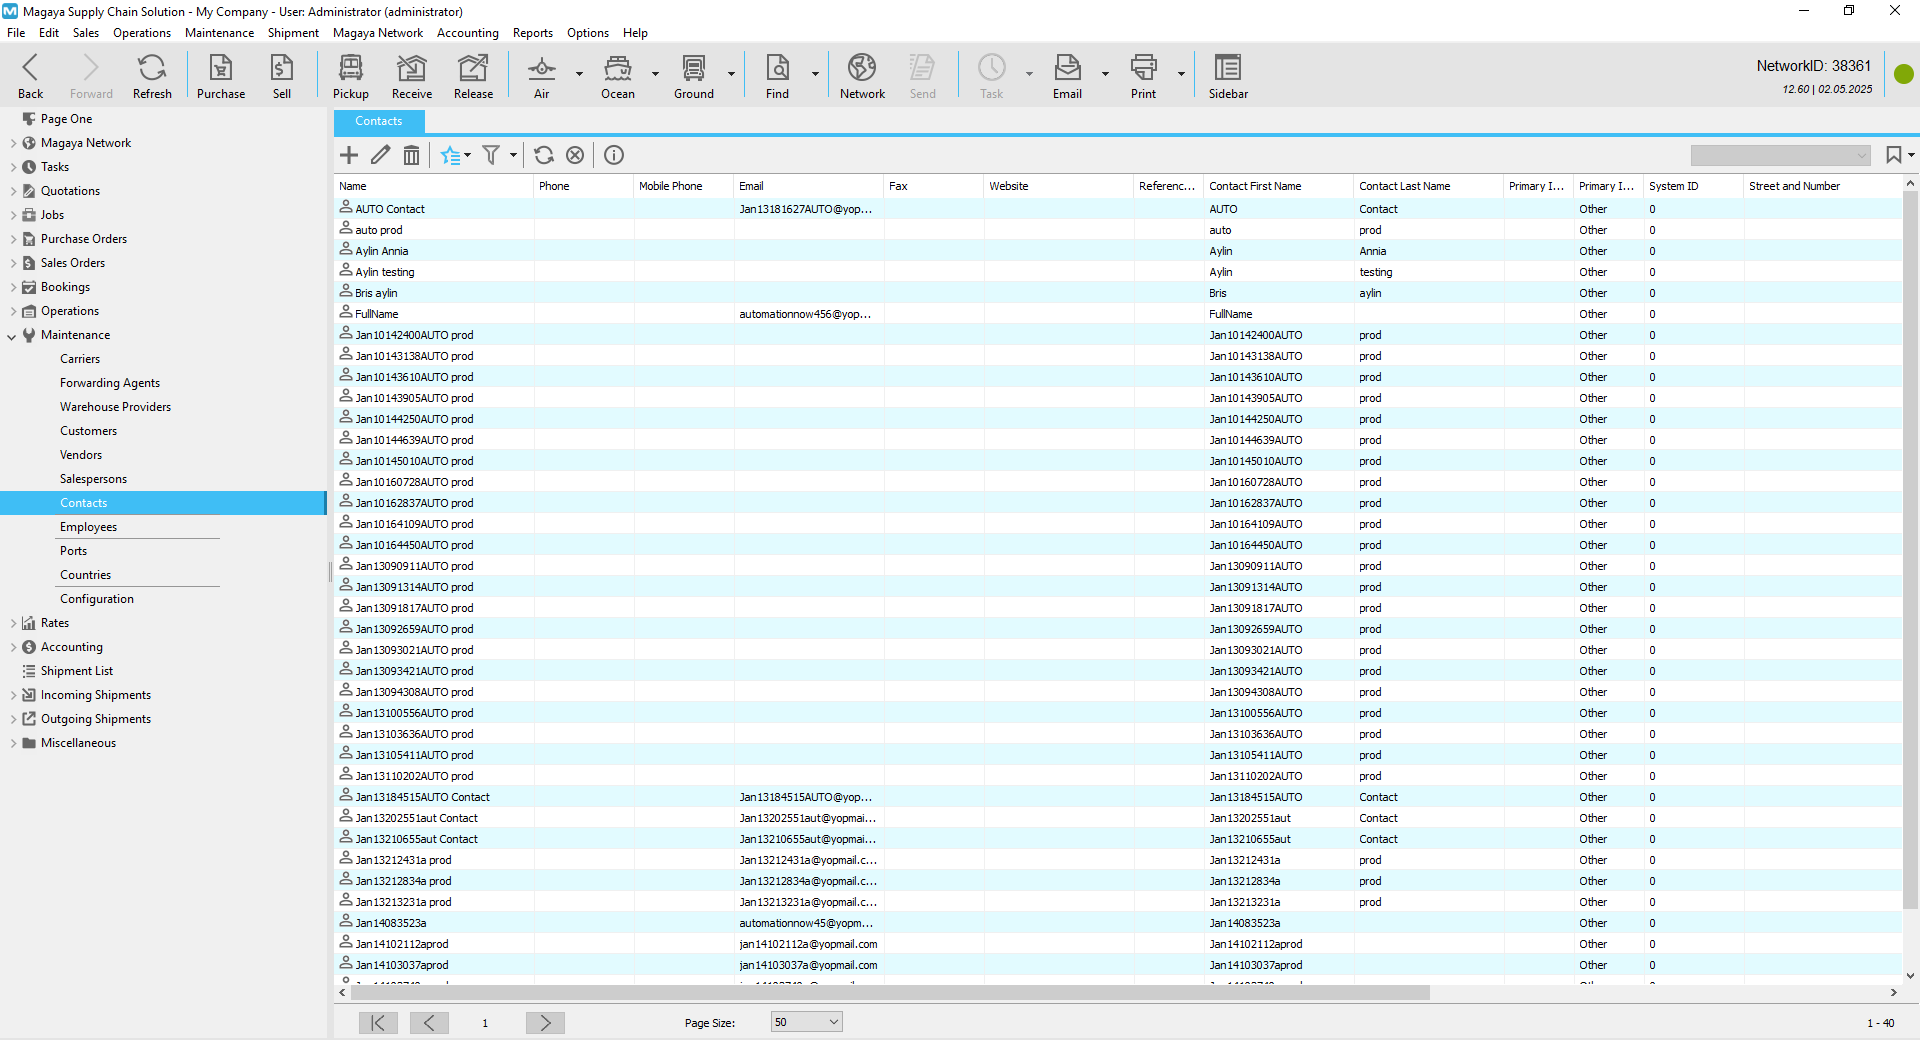 Magaya Supply Chain Solution - My Company - User: Administrator (administrator)
File Edit Sales Operations Maintenance Shipment Magaya Network Accounting Reports Options Help
Back Forward Refresh Purchase Sell Pickup Receive Release Air Ocean Ground Find Network Send Task Email Print Sidebar
NetworkID: 38361
12.60 | 02.05.2025
Page One
Magaya Network
Tasks
Quotations
Jobs
Purchase Orders
Sales Orders
Bookings
Operations
Maintenance
Carriers
Forwarding Agents
Warehouse Providers
Customers
Vendors
Salespersons
Contacts
Employees
Ports
Countries
Configuration
Rates
Accounting
Shipment List
Incoming Shipments
Outgoing Shipments
Miscellaneous
Contacts
Name Phone Mobile Phone Email Fax Website Referenc... Contact First Name Contact Last Name Primary I... Primary I... System ID Street and Number
AUTO Contact Jan13181627AUTO@yop... AUTO Contact Other 0
auto prod auto prod Other 0
Aylin Annia Aylin Annia Other 0
Aylin testing Aylin testing Other 0
Bris aylin Bris aylin Other 0
FullName automationnow456@yop... FullName Other 0
Jan10142400AUTO prod Jan10142400AUTO prod Other 0
Jan10143138AUTO prod Jan10143138AUTO prod Other 0
Jan10143610AUTO prod Jan10143610AUTO prod Other 0
Jan10143905AUTO prod Jan10143905AUTO prod Other 0
Jan10144250AUTO prod Jan10144250AUTO prod Other 0
Jan10144639AUTO prod Jan10144639AUTO prod Other 0
Jan10145010AUTO prod Jan10145010AUTO prod Other 0
Jan10160728AUTO prod Jan10160728AUTO prod Other 0
Jan10162837AUTO prod Jan10162837AUTO prod Other 0
Jan10164109AUTO prod Jan10164109AUTO prod Other 0
Jan10164450AUTO prod Jan10164450AUTO prod Other 0
Jan13090911AUTO prod Jan13090911AUTO prod Other 0
Jan13091314AUTO prod Jan13091314AUTO prod Other 0
Jan13091817AUTO prod Jan13091817AUTO prod Other 0
Jan13092659AUTO prod Jan13092659AUTO prod Other 0
Jan13093021AUTO prod Jan13093021AUTO prod Other 0
Jan13093421AUTO prod Jan13093421AUTO prod Other 0
Jan13094308AUTO prod Jan13094308AUTO prod Other 0
Jan13100556AUTO prod Jan13100556AUTO prod Other 0
Jan13103636AUTO prod Jan13103636AUTO prod Other 0
Jan13105411AUTO prod Jan13105411AUTO prod Other 0
Jan13110202AUTO prod Jan13110202AUTO prod Other 0
Jan13184515AUTO Contact Jan13184515AUTO@yop... Jan13184515AUTO Contact Other 0
Jan13202551aut Contact Jan13202551aut@yopmai... Jan13202551aut Contact Other 0
Jan13210655aut Contact Jan13210655aut@yopmai... Jan13210655aut Contact Other 0
Jan13212431a prod Jan13212431a@yopmail.c... Jan13212431a prod Other 0
Jan13212834a prod Jan13212834a@yopmail.c... Jan13212834a prod Other 0
Jan13213231a prod Jan13213231a@yopmail.c... Jan13213231a prod Other 0
Jan14083523a automationnow45@yopm... Jan14083523a Other 0
Jan14102112aprod jan14102112a@yopmail.com Jan14102112aprod Other 0
Jan14103037aprod jan14103037a@yopmail.com Jan14103037aprod Other 0
1 Page Size: 50 1 - 40